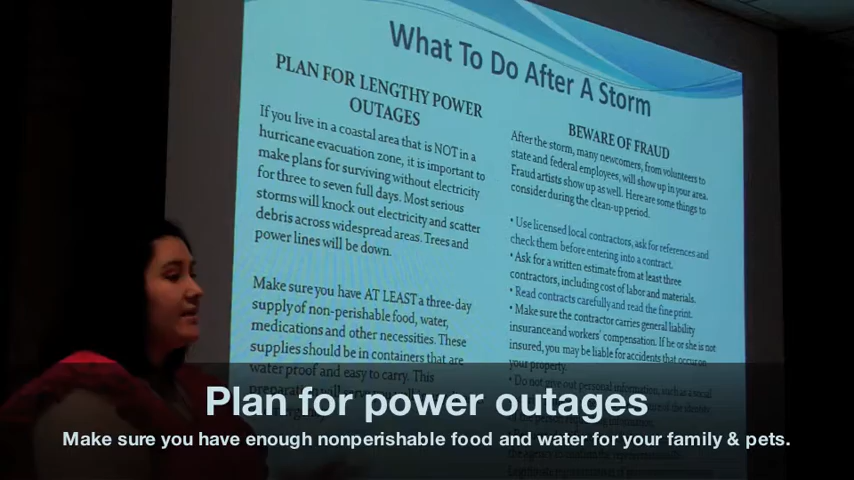 What To Do After A Storm
PLAN FOR LENGTHY POWER
OUTAGES
If you live in a coastal area that is NOT in a
hurricane evacuation zone, it is important to
make plans for surviving without electricity
for three to seven full days. Most serious
storms will knock out electricity and scatter
debris across widespread areas. Trees and
power lines will be down.
Make sure you have AT LEAST a three-day
supply of non-perishable food, water,
medications and other necessities. These
supplies should be in containers that are
water proof and easy to carry. This
BEWARE OF FRAUD
After the storm, many newcomers, from volunteers to
state and federal employees, will show up in your area.
Fraud artists show up as well. Here are some things to
consider during the clean-up period.
• Use licensed local contractors, ask for references and
check them before entering into a contract.
• Ask for a written estimate from at least three
contractors, including cost of labor and materials.
• Read contracts carefully and read the fine print.
• Make sure the contractor carries general liability
insurance and workers' compensation. If he or she is not
insured, you may be liable for accidents that occur on
your property.
• Do not give out personal information, such as a social
Plan for power outages
Make sure you have enough nonperishable food and water for your family & pets.